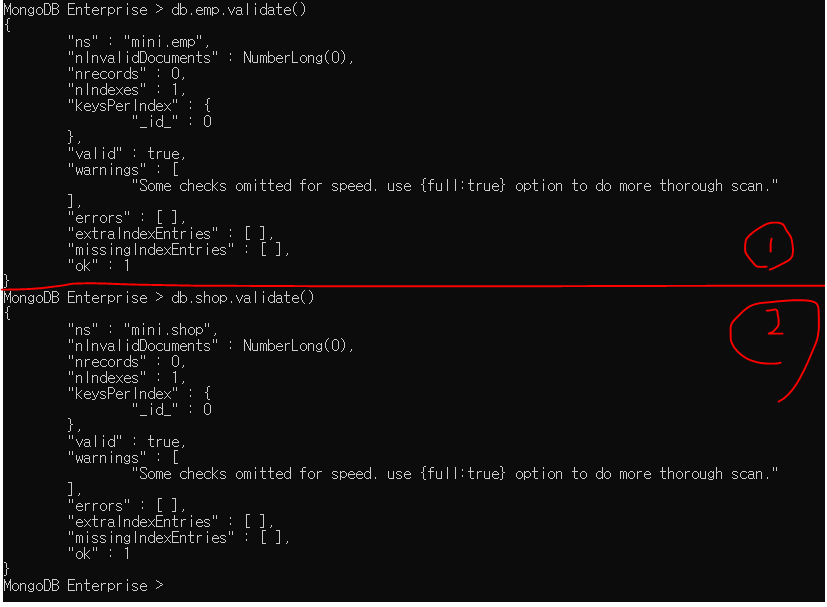 MongoDB Enterprise > db.emp.validate()
{
"ns" : "mini.emp",
"nInvalidDocuments" : NumberLong(0),
"nrecords" : 0,
"nIndexes" : 1,
"keysPerIndex" : {
"_id_" : 0
},
"valid" : true,
"warnings" : [
"Some checks omitted for speed. use {full:true} option to do more thorough scan."
],
"errors" : [ ],
"extraIndexEntries" : [ ],
"missingIndexEntries" : [ ],
"ok" : 1
}
1
MongoDB Enterprise > db.shop.validate()
{
"ns" : "mini.shop",
"nInvalidDocuments" : NumberLong(0),
"nrecords" : 0,
"nIndexes" : 1,
"keysPerIndex" : {
"_id_" : 0
},
"valid" : true,
"warnings" : [
"Some checks omitted for speed. use {full:true} option to do more thorough scan."
],
"errors" : [ ],
"extraIndexEntries" : [ ],
"missingIndexEntries" : [ ],
"ok" : 1
}
2
MongoDB Enterprise >